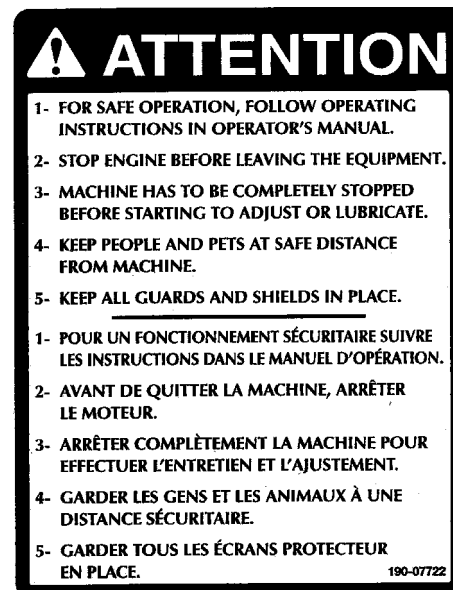 ATTENTION
1- FOR SAFE OPERATION, FOLLOW OPERATING
INSTRUCTIONS IN OPERATOR'S MANUAL.
2- STOP ENGINE BEFORE LEAVING THE EQUIPMENT.
3- MACHINE HAS TO BE COMPLETELY STOPPED
BEFORE STARTING TO ADJUST OR LUBRICATE.
4- KEEP PEOPLE AND PETS AT SAFE DISTANCE
FROM MACHINE.
5- KEEP ALL GUARDS AND SHIELDS IN PLACE.
1- POUR UN FONCTIONNEMENT SÉCURITAIRE SUIVRE
LES INSTRUCTIONS DANS LE MANUEL D'OPÉRATION.
2- AVANT DE QUITTER LA MACHINE, ARRÊTER
LE MOTEUR.
3- ARRÊTER COMPLÈTEMENT LA MACHINE POUR
EFFECTUER L'ENTRETIEN ET L'AJUSTEMENT.
4- GARDER LES GENS ET LES ANIMAUX À UNE
DISTANCE SÉCURITAIRE.
5- GARDER TOUS LES ÉCRANS PROTECTEUR
EN PLACE.
190-07722